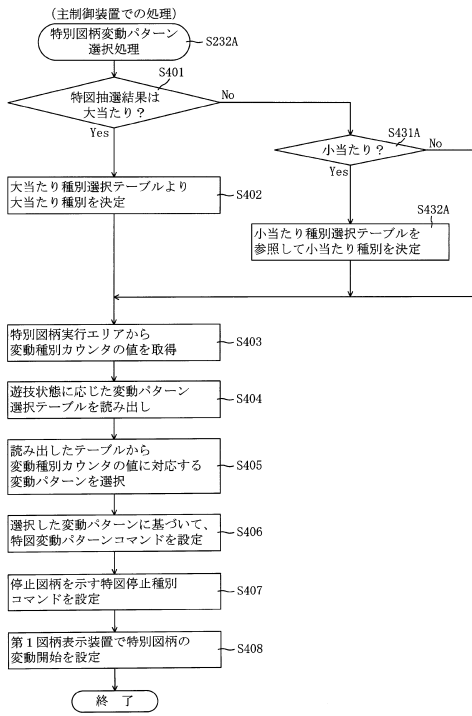 (主制御装置での処理)
特別図柄変動パターン
選択処理
S232A
S401
特図抽選結果は
大当たり？
No
Yes
S431A
小当たり？
No
Yes
大当たり種別選択テーブルより
大当たり種別を決定
S402
S432A
小当たり種別選択テーブルを
参照して小当たり種別を決定
特別図柄実行エリアから
変動種別カウンタの値を取得
S403
遊技状態に応じた変動パターン
選択テーブルを読み出し
S404
読み出したテーブルから
変動種別カウンタの値に対応する
変動パターンを選択
S405
選択した変動パターンに基づいて、
特図変動パターンコマンドを設定
S406
停止図柄を示す特図停止種別
コマンドを設定
S407
第1図柄表示装置で特別図柄の
変動開始を設定
S408
終 了